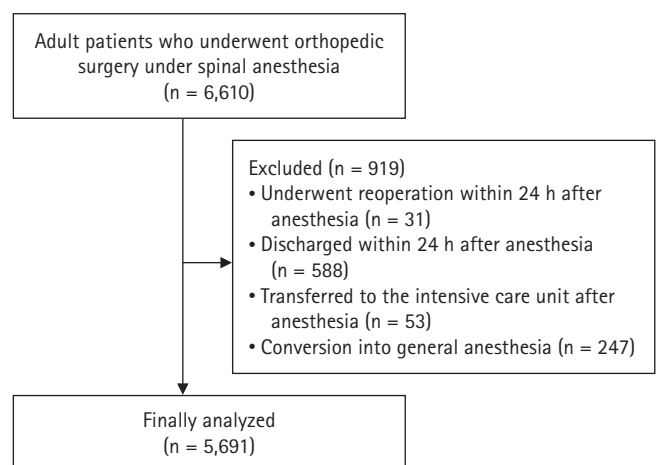 Adult patients who underwent orthopedic
surgery under spinal anesthesia
(n = 6,610)
Excluded (n = 919)
• Underwent reoperation within 24 h after
anesthesia (n = 31)
• Discharged within 24 h after anesthesia
(n = 588)
• Transferred to the intensive care unit after
anesthesia (n = 53)
• Conversion into general anesthesia (n = 247)
Finally analyzed
(n = 5,691)